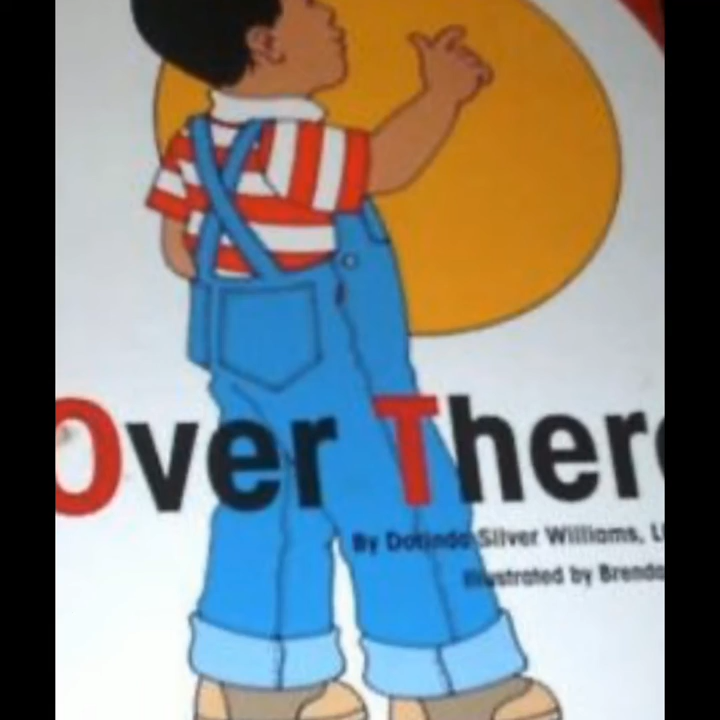 Over There
By Dorinda Silver Williams, L
Illustrated by Brenda